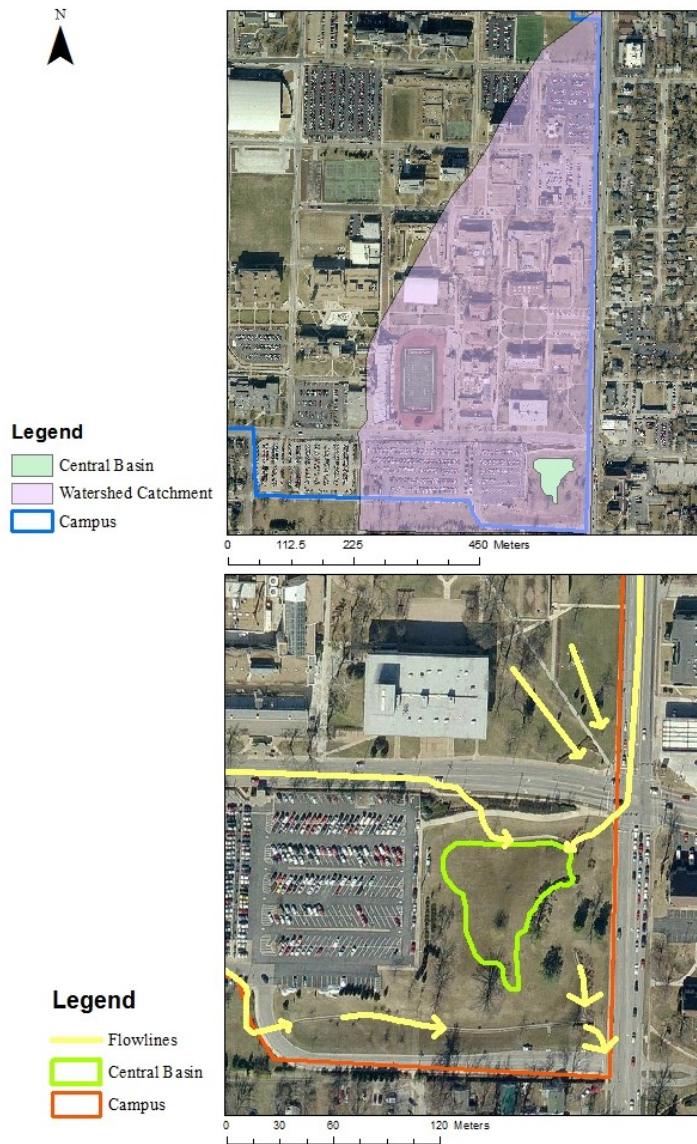 N
Legend
Central Basin
Watershed Catchment
Campus
0 112.5 225 450 Meters
Legend
Flowlines
Central Basin
Campus
0 30 60 120 Meters